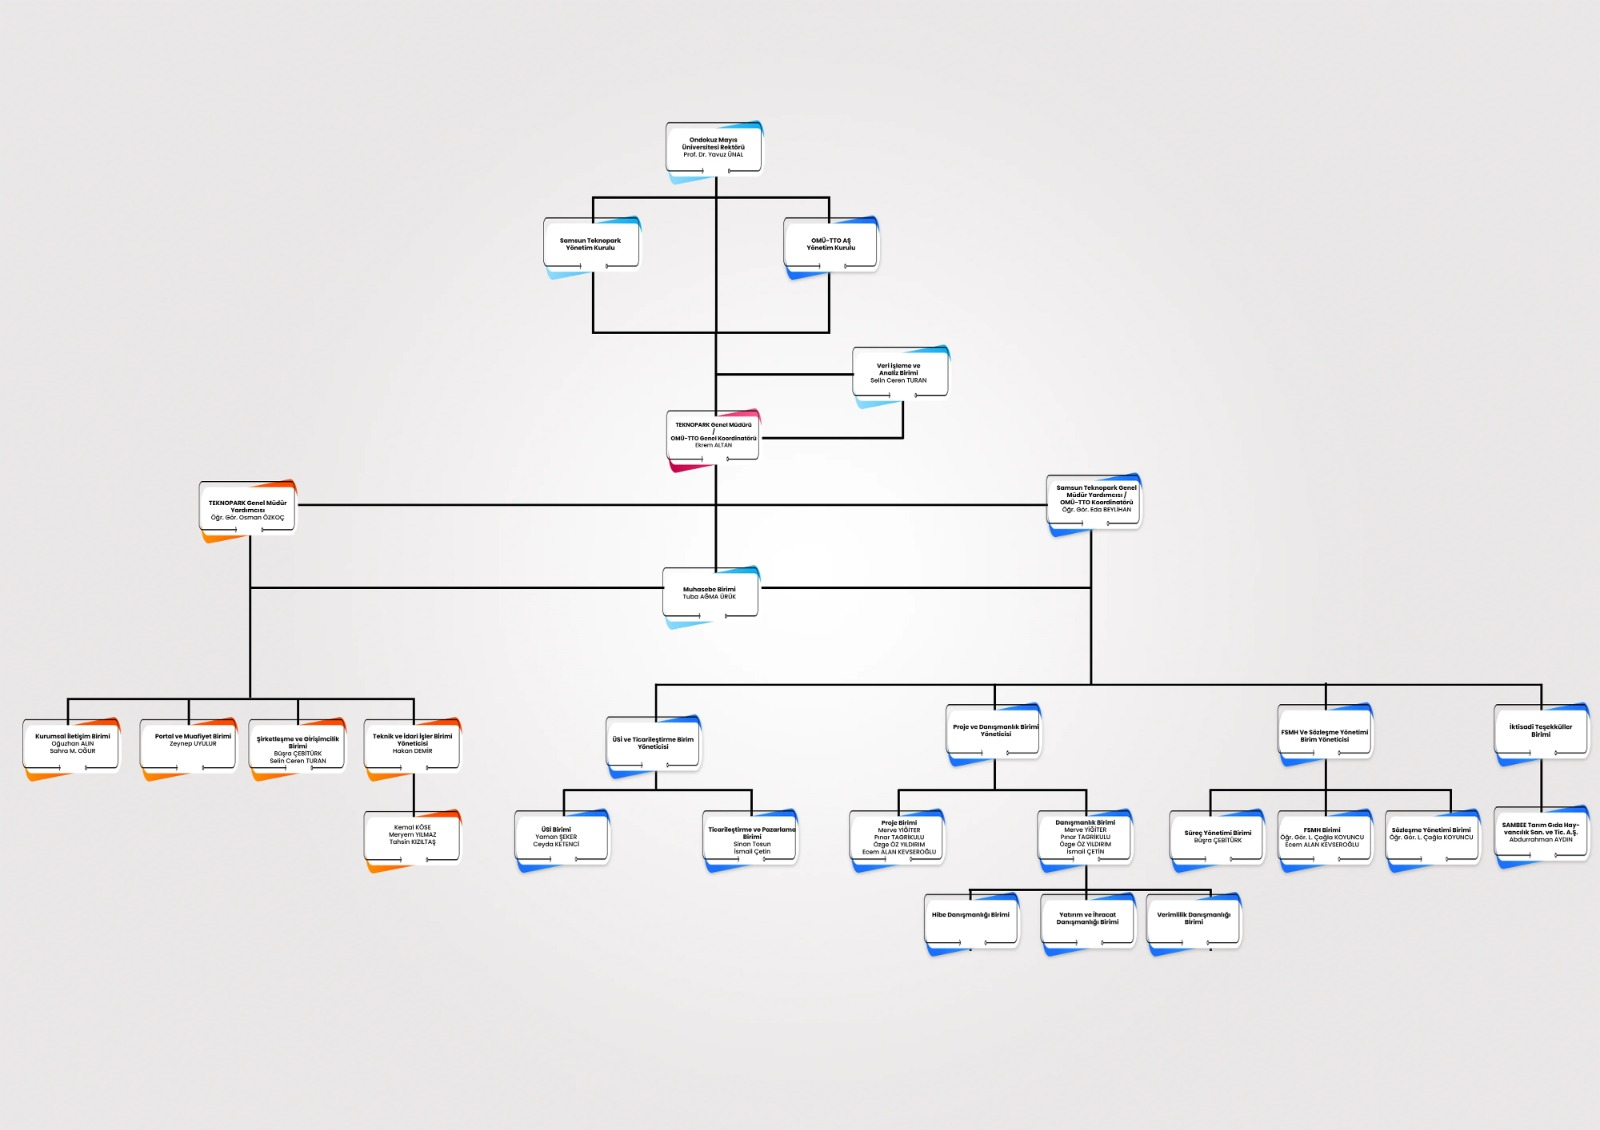 Ondokuz Mayıs
Üniversitesi Rektörü
Prof. Dr. Yavuz ÜNAL
Samsun Teknopark
Yönetim Kurulu
OMÜ-TTO AŞ
Yönetim Kurulu
Veri işleme ve
Analiz Birimi
Selin Ceren TURAN
TEKNOPARK Genel Müdürü
/
OMÜ-TTO Genel Koordinatörü
Ekrem ALTAN
TEKNOPARK Genel Müdür
Yardımcısı
Öğr. Gör. Osman ÖZKOÇ
Samsun Teknopark Genel
Müdür Yardımcısı /
OMÜ-TTO Koordinatörü
Öğr. Gör. Eda BEYLİHAN
Muhasebe Birimi
Tuba AĞMA ÜRÜK
Kurumsal İletişim Birimi
Oğuzhan ALIN
Sahra M. OĞUR
Portal ve Muafiyet Birimi
Zeynep UYULUR
Şirketleşme ve Girişimcilik
Birimi
Büşra ÇEBİTÜRK
Selin Ceren TURAN
Teknik ve İdari İşler Birimi
Yöneticisi
Hakan DEMİR
ÜSİ ve Ticarileştirme Birim
Yöneticisi
Proje ve Danışmanlık Birimi
Yöneticisi
FSMH Ve Sözleşme Yönetimi
Birim Yöneticisi
İktisadi Teşekküller
Birimi
Kemal KÖSE
Meryem YILMAZ
Tahsin KIZILTAŞ
ÜSİ Birimi
Yaman ŞEKER
Ceyda KETENCİ
Ticarileştirme ve Pazarlama
Birimi
Sinan Tosun
İsmail Çetin
Proje Birimi
Merve YİĞİTER
Pınar TAGRİKULU
Özge ÖZ YILDIRIM
Ecem ALAN KEVSEROĞLU
Danışmanlık Birimi
Merve YİĞİTER
Pınar TAGRİKULU
Özge ÖZ YILDIRIM
İsmail ÇETİN
Süreç Yönetimi Birimi
Büşra ÇEBİTÜRK
FSMH Birimi
Öğr. Gör. L. Çağla KOYUNCU
Ecem ALAN KEVSEROĞLU
Sözleşme Yönetimi Birimi
Öğr. Gör. L. Çağla KOYUNCU
SAMBEE Tarım Gıda Hay-
vancılık San. ve Tic. A.Ş.
Abdurrahman AYDIN
Hibe Danışmanlığı Birimi
Yatırım ve İhracat
Danışmanlığı Birimi
Verimlilik Danışmanlığı
Birimi